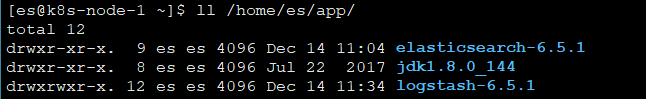 [es@k8s-node-1 ~]$ ll /home/es/app/
total 12
drwxr-xr-x.  9 es es 4096 Dec 14 11:04 elasticsearch-6.5.1
drwxr-xr-x.  8 es es 4096 Jul 22  2017 jdk1.8.0_144
drwxrwxr-x. 12 es es 4096 Dec 14 11:34 logstash-6.5.1